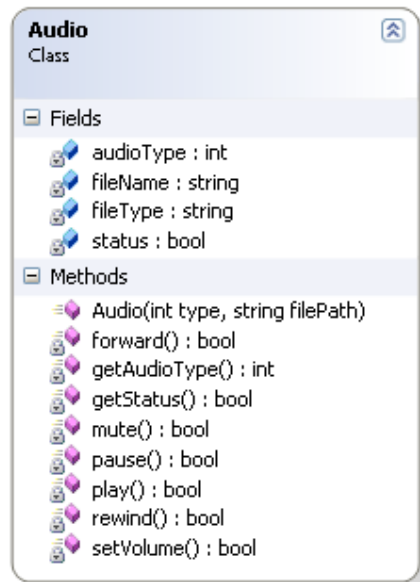 Audio
Class
Fields
audioType : int
fileName : string
fileType : string
status : bool
Methods
Audio(int type, string filePath)
forward() : bool
getAudioType() : int
getStatus() : bool
mute() : bool
pause() : bool
play() : bool
rewind() : bool
setVolume() : bool